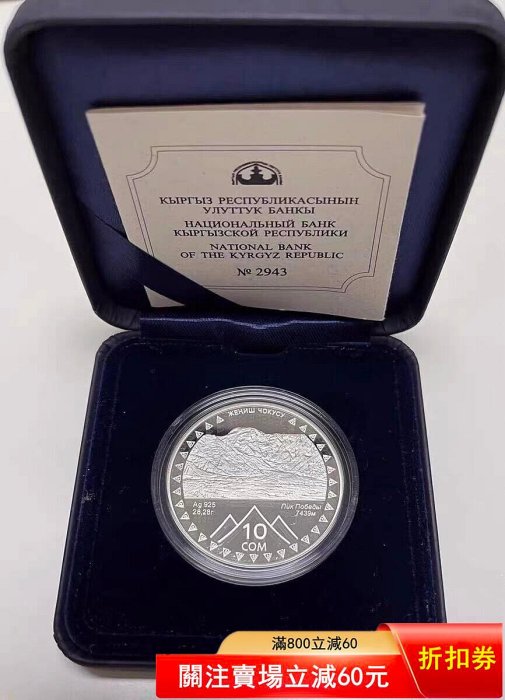 КЫРГЫЗ РЕСПУБЛИКАСЫНЫН
УЛУТТУК БАНКЫ
НАЦИОНАЛЬНЫЙ БАНК
КЫРГЫЗСКОЙ РЕСПУБЛИКИ
NATIONAL BANK
OF THE KYRGYZ REPUBLIC
№ 2943
ЖЕҢИШ ЧОКУСУ
Ag 925
28,28г
Пик Победы
7439м
10
СОМ
滿800立減60
關注賣場立減60元
折扣券